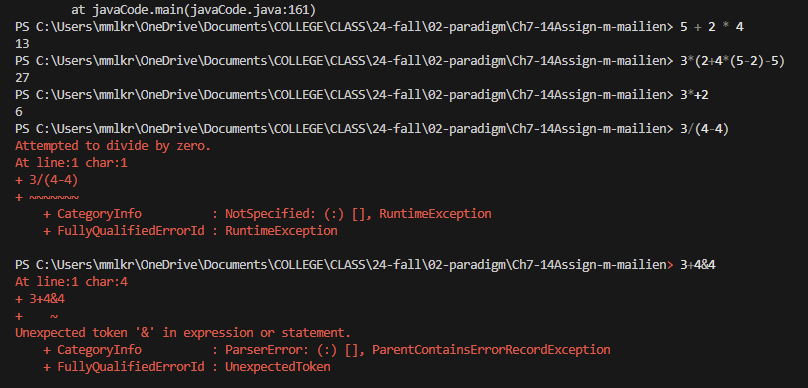 at javaCode.main(javaCode.java:161)
PS C:\Users\mmlkr\OneDrive\Documents\COLLEGE\CLASS\24-fall\02-paradigm\Ch7-14Assign-m-mailien> 5 + 2 * 4
13
PS C:\Users\mmlkr\OneDrive\Documents\COLLEGE\CLASS\24-fall\02-paradigm\Ch7-14Assign-m-mailien> 3*(2+4*(5-2)-5)
27
PS C:\Users\mmlkr\OneDrive\Documents\COLLEGE\CLASS\24-fall\02-paradigm\Ch7-14Assign-m-mailien> 3*+2
6
PS C:\Users\mmlkr\OneDrive\Documents\COLLEGE\CLASS\24-fall\02-paradigm\Ch7-14Assign-m-mailien> 3/(4-4)
Attempted to divide by zero.
At line:1 char:1
+ 3/(4-4)
+ ~~~~~~~
+ CategoryInfo : NotSpecified: (:) [], RuntimeException
+ FullyQualifiedErrorId : RuntimeException
PS C:\Users\mmlkr\OneDrive\Documents\COLLEGE\CLASS\24-fall\02-paradigm\Ch7-14Assign-m-mailien> 3+4&4
At line:1 char:4
+ 3+4&4
+ ~
Unexpected token '&' in expression or statement.
+ CategoryInfo : ParserError: (:) [], ParentContainsErrorRecordException
+ FullyQualifiedErrorId : UnexpectedToken